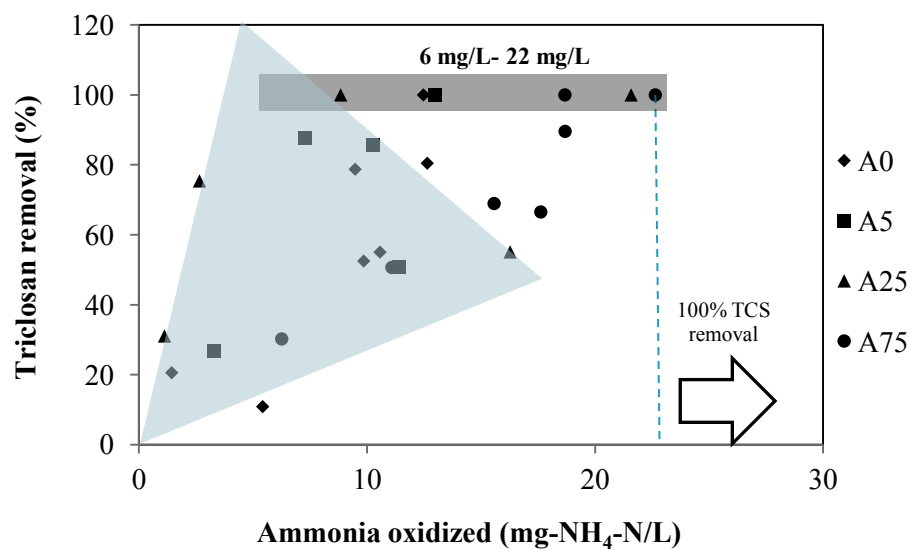 6 mg/L- 22 mg/L
Triclosan removal (%)
120
100
80
60
40
20
0
100% TCS
removal
0 10 20 30
Ammonia oxidized (mg-NH₄-N/L)
A0
A5
A25
A75